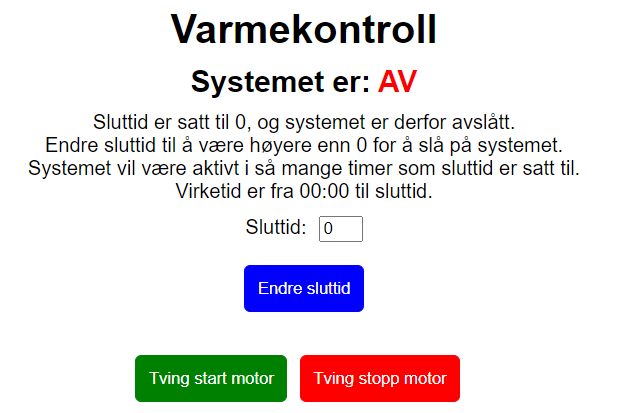 Varmekontroll
Systemet er: AV
Sluttid er satt til 0, og systemet er derfor avslått.
Endre sluttid til å være høyere enn 0 for å slå på systemet.
Systemet vil være aktivt i så mange timer som sluttid er satt til.
Virketid er fra 00:00 til sluttid.
Sluttid: 0
Endre sluttid
Tving start motor Tving stopp motor